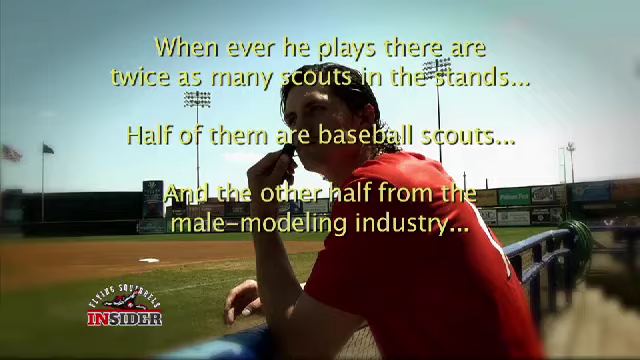 When ever he plays there are
twice as many scouts in the stands...
Half of them are baseball scouts...
And the other half from the
male-modeling industry...
FLYING SQUIRRELS
INSIDER